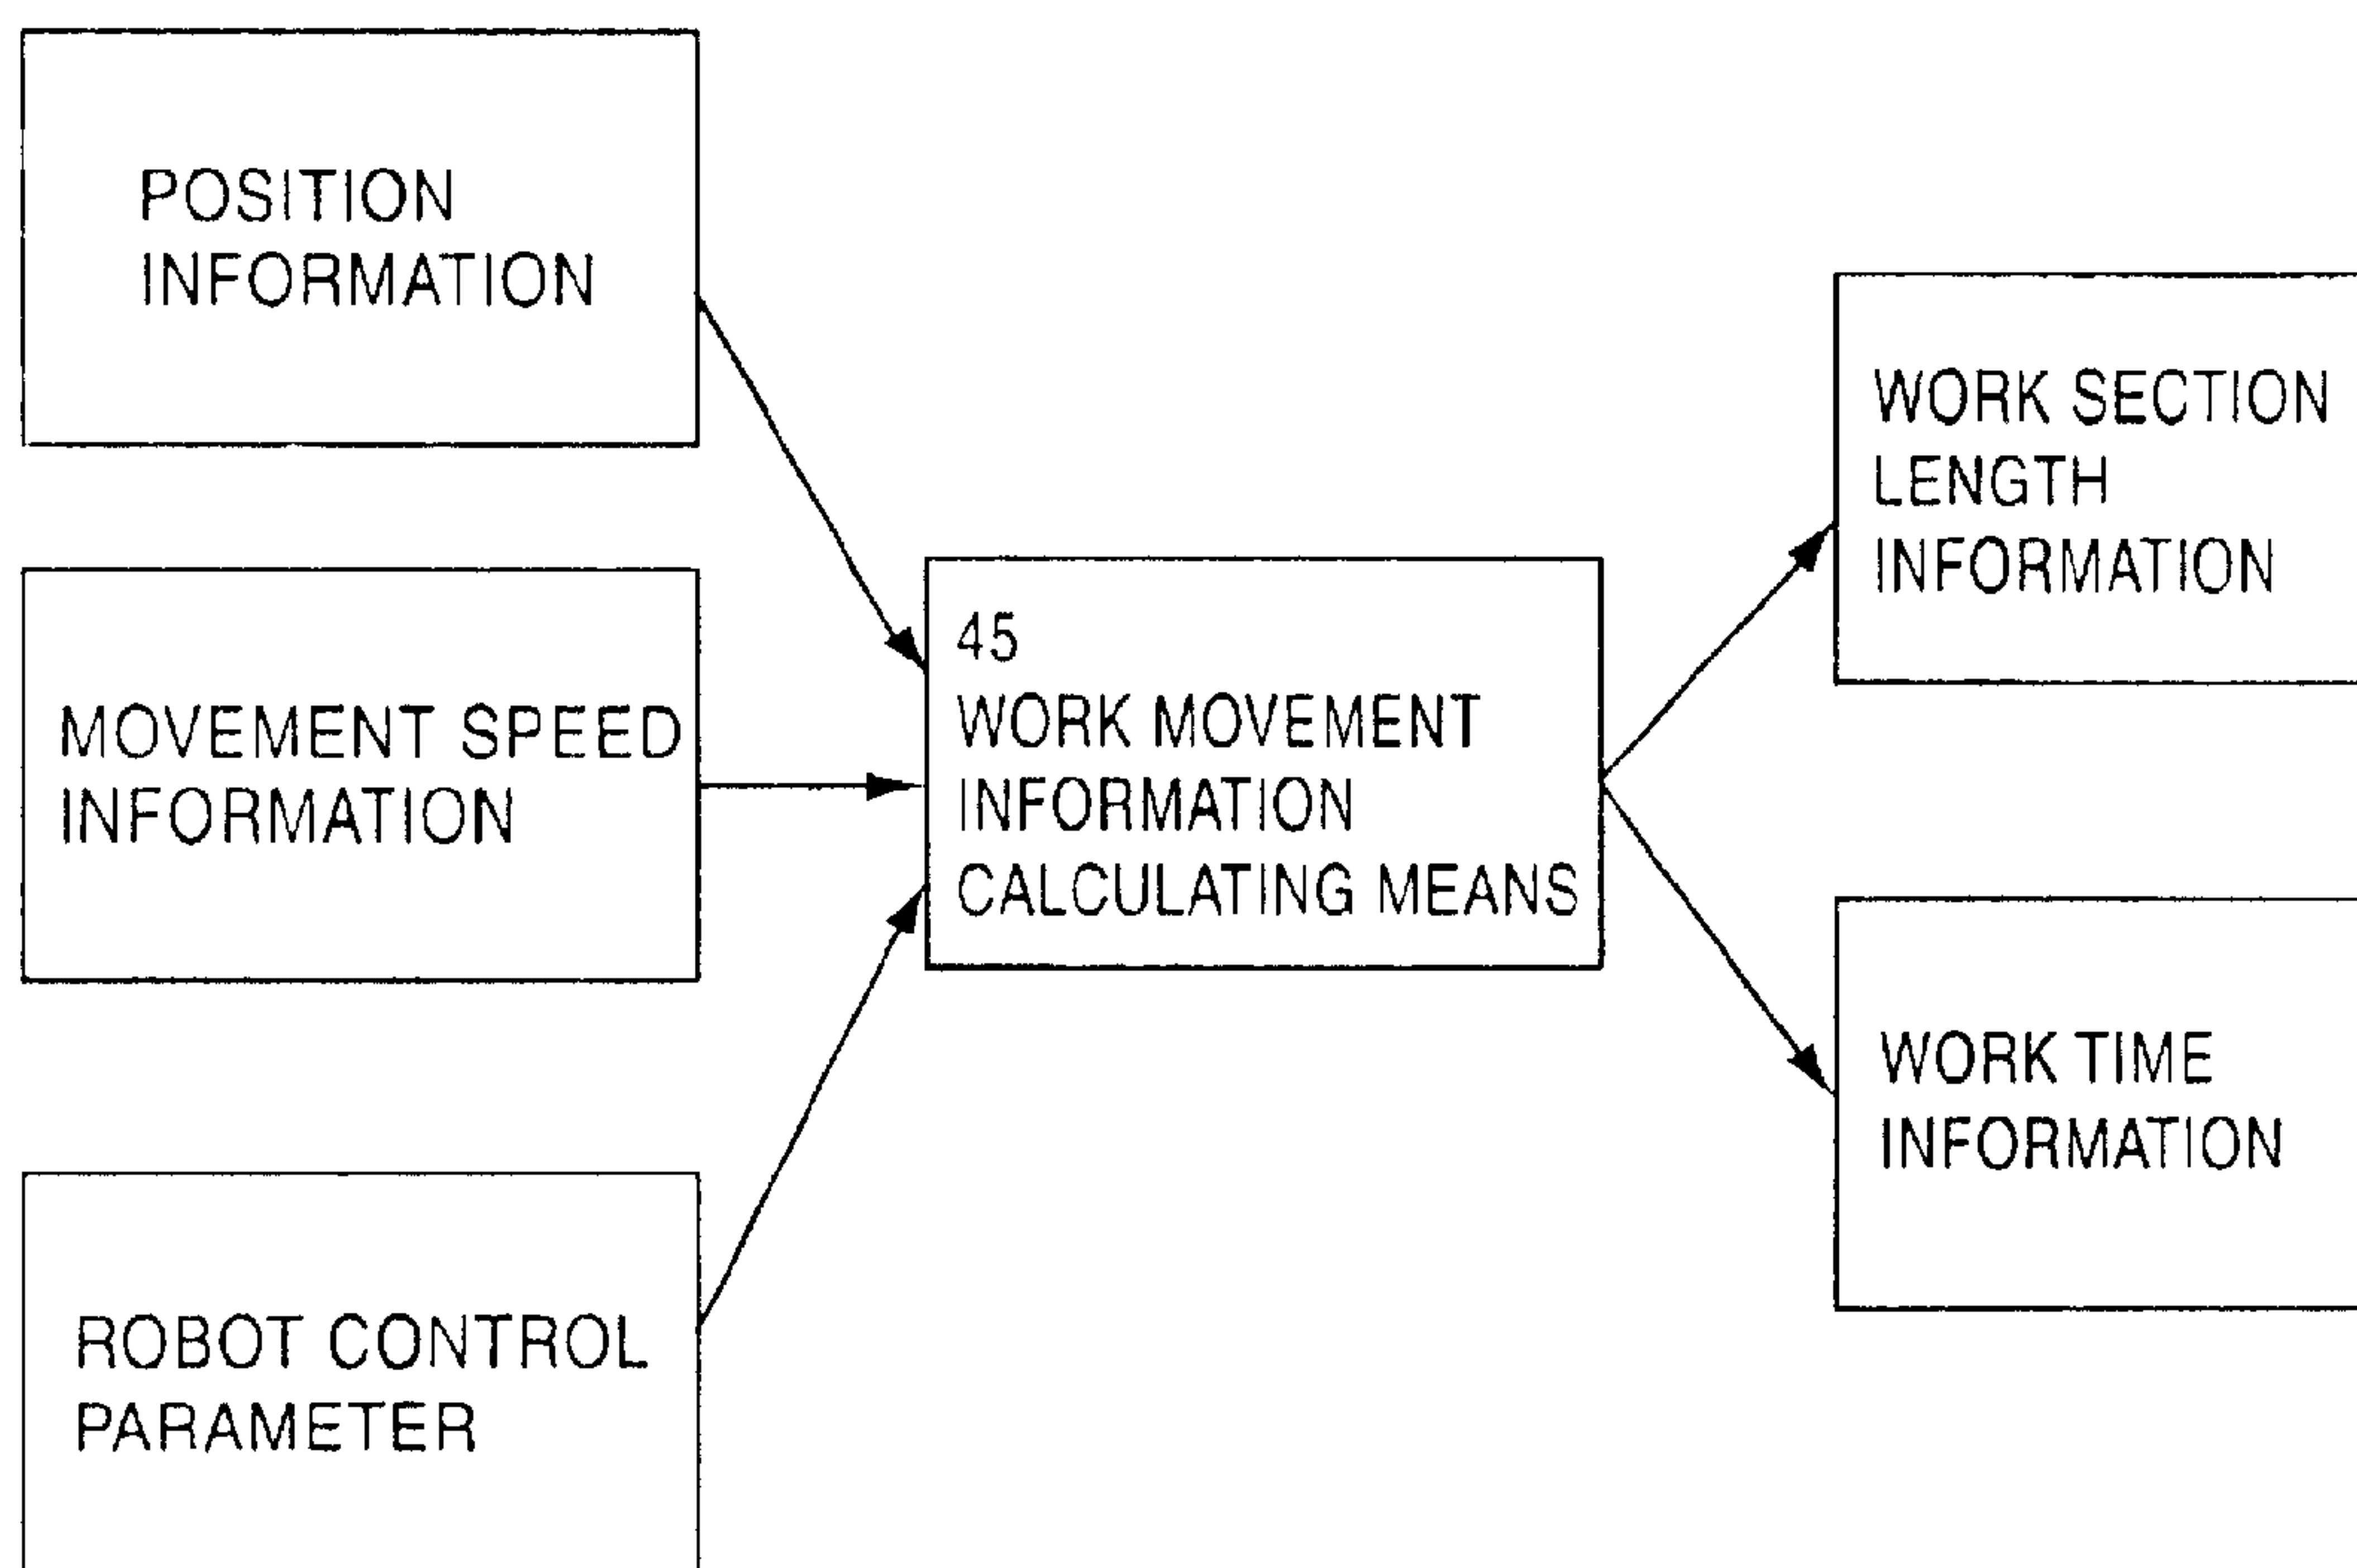 POSITION
INFORMATION
MOVEMENT SPEED
INFORMATION
ROBOT CONTROL
PARAMETER
45
WORK MOVEMENT
INFORMATION
CALCULATING MEANS
WORK SECTION
LENGTH
INFORMATION
WORK TIME
INFORMATION